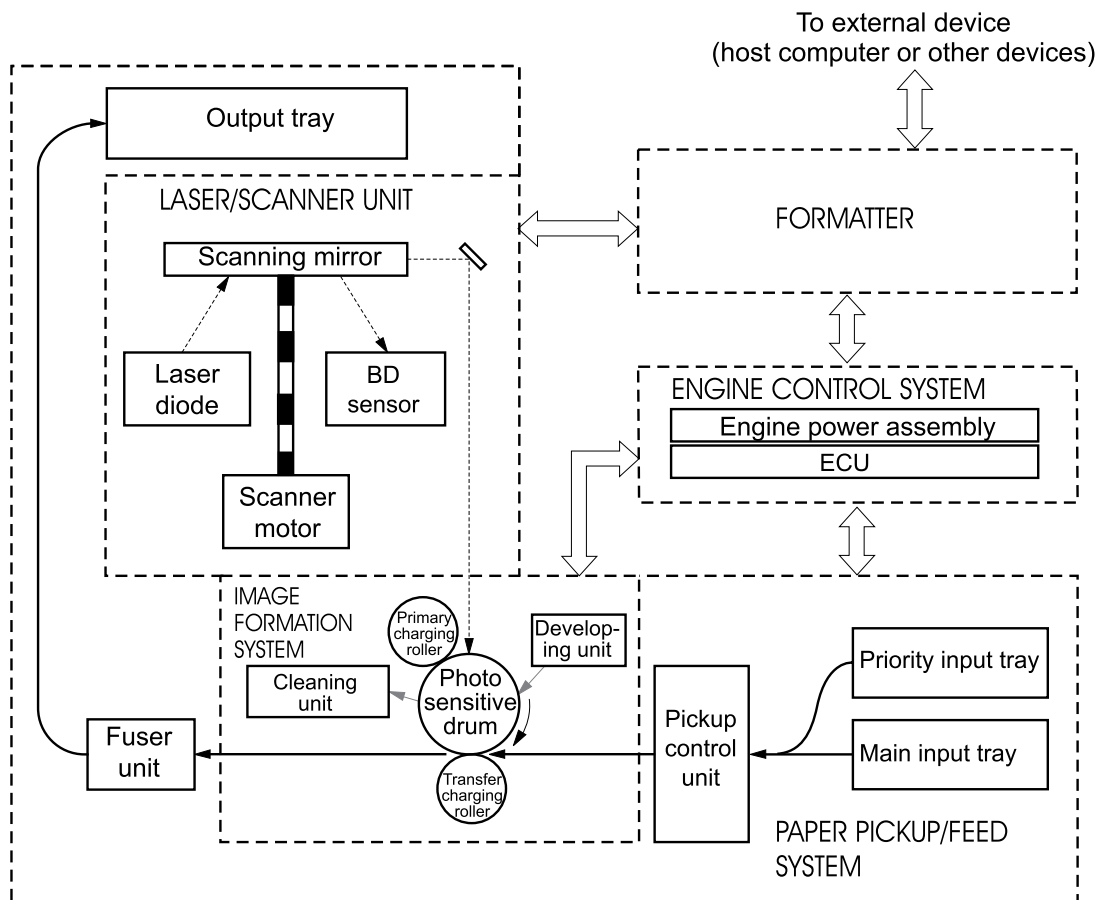 To external device
(host computer or other devices)
Output tray
LASER/SCANNER UNIT
FORMATTER
Scanning mirror
Laser
diode
BD
sensor
ENGINE CONTROL SYSTEM
Engine power assembly
ECU
Scanner
motor
IMAGE
FORMATION
SYSTEM
Primary
charging
roller
Develop-
ing unit
Cleaning
unit
Photo
sensitive
drum
Priority input tray
Pickup
control
unit
Main input tray
Fuser
unit
Transfer
charging
roller
PAPER PICKUP/FEED
SYSTEM